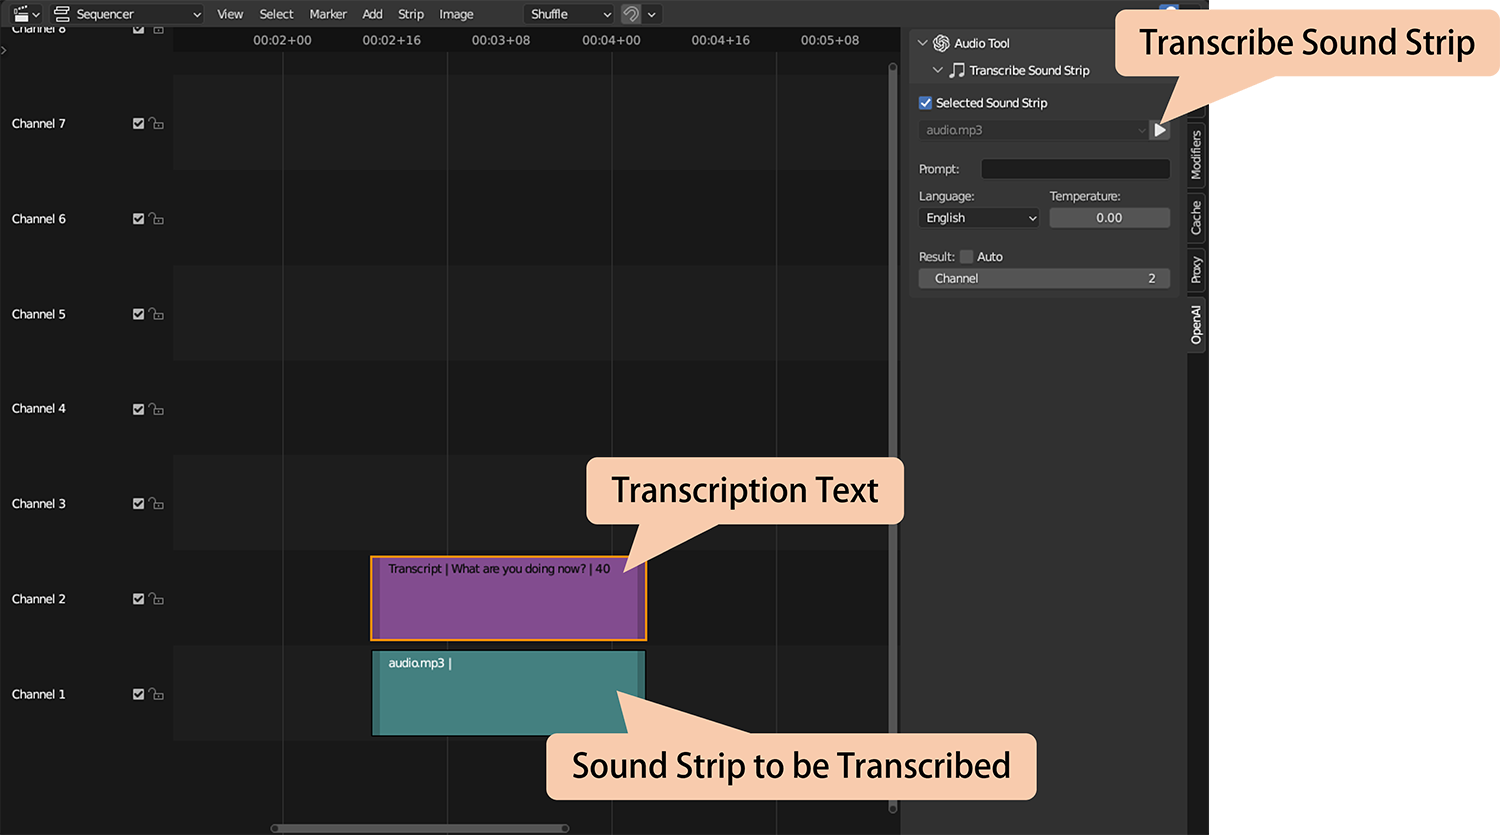 Sequencer View Select Marker Add Strip Image Shuffle
Channel 8
00:02+00 00:02+16 00:03+08 00:04+00 00:04+16 00:05+08
Channel 7
Channel 6
Channel 5
Channel 4
Channel 3
Channel 2
Channel 1
Transcription Text
Transcript | What are you doing now? | 40
audio.mp3 |
Sound Strip to be Transcribed
Transcribe Sound Strip
Audio Tool
Transcribe Sound Strip
Selected Sound Strip
audio.mp3
Prompt:
Language: Temperature:
English 0.00
Result: Auto
Channel 2
Modifiers
Cache
Proxy
OpenAI